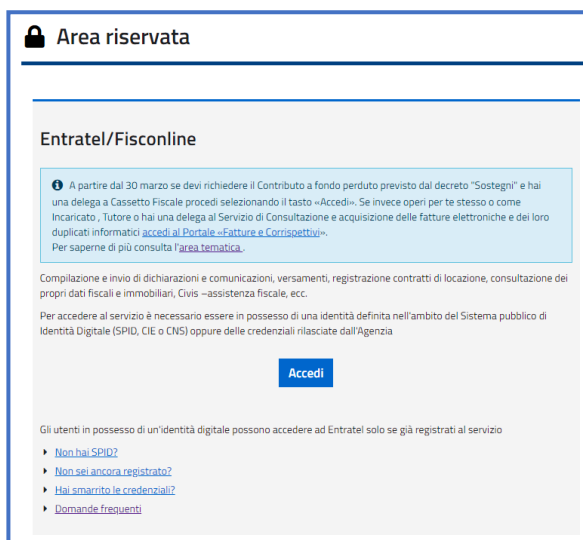 Area riservata
Entratel/Fisconline
A partire dal 30 marzo se devi richiedere il Contributo a fondo perduto previsto dal decreto "Sostegni" e hai
una delega a Cassetto Fiscale procedi selezionando il tasto «Accedi». Se invece operi per te stesso o come
Incaricato , Tutore o hai una delega al Servizio di Consultazione e acquisizione delle fatture elettroniche e dei loro
duplicati informatici accedi al Portale «Fatture e Corrispettivi».
Per saperne di più consulta l'area tematica .
Compilazione e invio di dichiarazioni e comunicazioni, versamenti, registrazione contratti di locazione, consultazione dei
propri dati fiscali e immobiliari, Civis –assistenza fiscale, ecc.
Per accedere al servizio è necessario essere in possesso di una identità definita nell'ambito del Sistema pubblico di
Identità Digitale (SPID, CIE o CNS) oppure delle credenziali rilasciate dall'Agenzia
Accedi
Gli utenti in possesso di un'identità digitale possono accedere ad Entratel solo se già registrati al servizio
Non hai SPID?
Non sei ancora registrato?
Hai smarrito le credenziali?
Domande frequenti